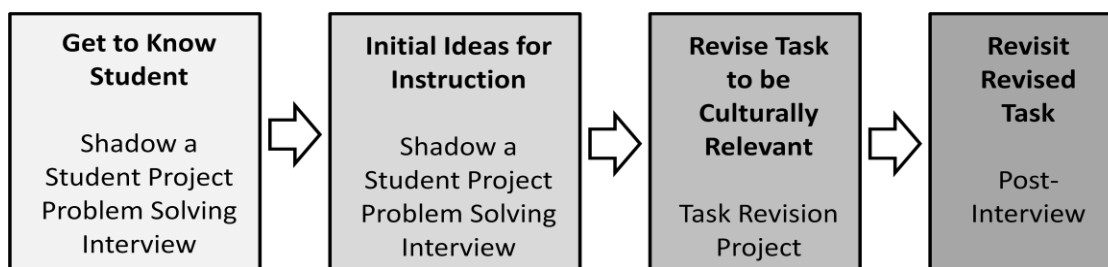 Get to Know
Student
Shadow a
Student Project
Problem Solving
Interview
Initial Ideas for
Instruction
Shadow a
Student Project
Problem Solving
Interview
Revise Task
to be
Culturally
Relevant
Task Revision
Project
Revisit
Revised
Task
Post-
Interview